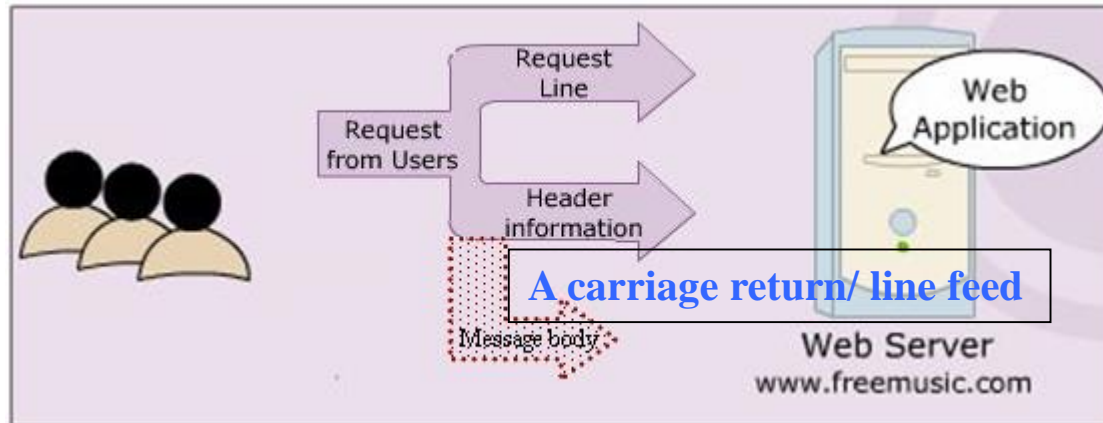 Request
Line
Request
from Users
Header
information
A carriage return/ line feed
Message body
Web
Application
Web Server
www.freemusic.com